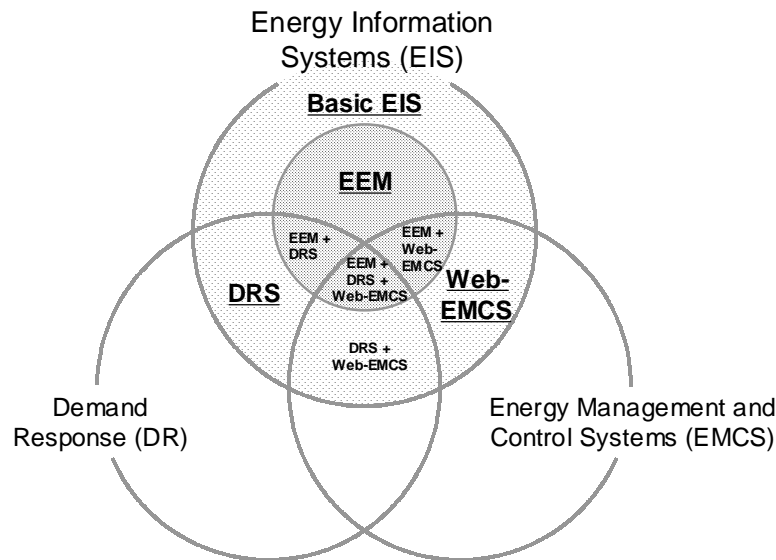 Energy Information
Systems (EIS)
Basic EIS
EEM
EEM +
DRS
EEM +
Web-
EMCS
EEM +
DRS +
Web-EMCS
DRS
Web-
EMCS
DRS +
Web-EMCS
Demand
Response (DR)
Energy Management and
Control Systems (EMCS)